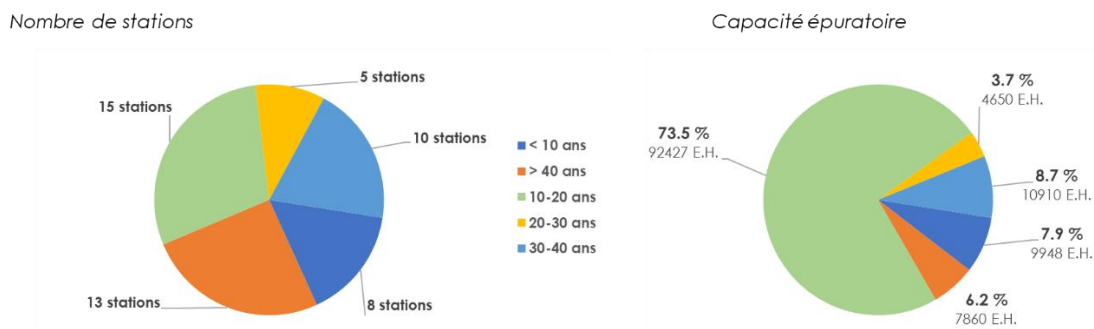 Nombre de stations
5 stations
15 stations
10 stations
13 stations
8 stations
< 10 ans
> 40 ans
10-20 ans
20-30 ans
30-40 ans
Capacité épuratoire
3.7 %
4650 E.H.
73.5 %
92427 E.H.
8.7 %
10910 E.H.
7.9 %
9948 E.H.
6.2 %
7860 E.H.